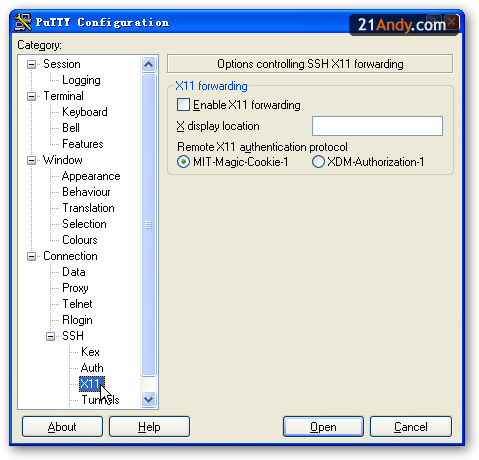 PuTTY Configuration
21Andy.com
Category:
Session
Logging
Terminal
Keyboard
Bell
Features
Window
Appearance
Behaviour
Translation
Selection
Colours
Connection
Data
Proxy
Telnet
Rlogin
SSH
Kex
Auth
X11
Tunnels
Options controlling SSH X11 forwarding
X11 forwarding
Enable X11 forwarding
X display location
Remote X11 authentication protocol
MIT-Magic-Cookie-1 XDM-Authorization-1
About Help Open Cancel